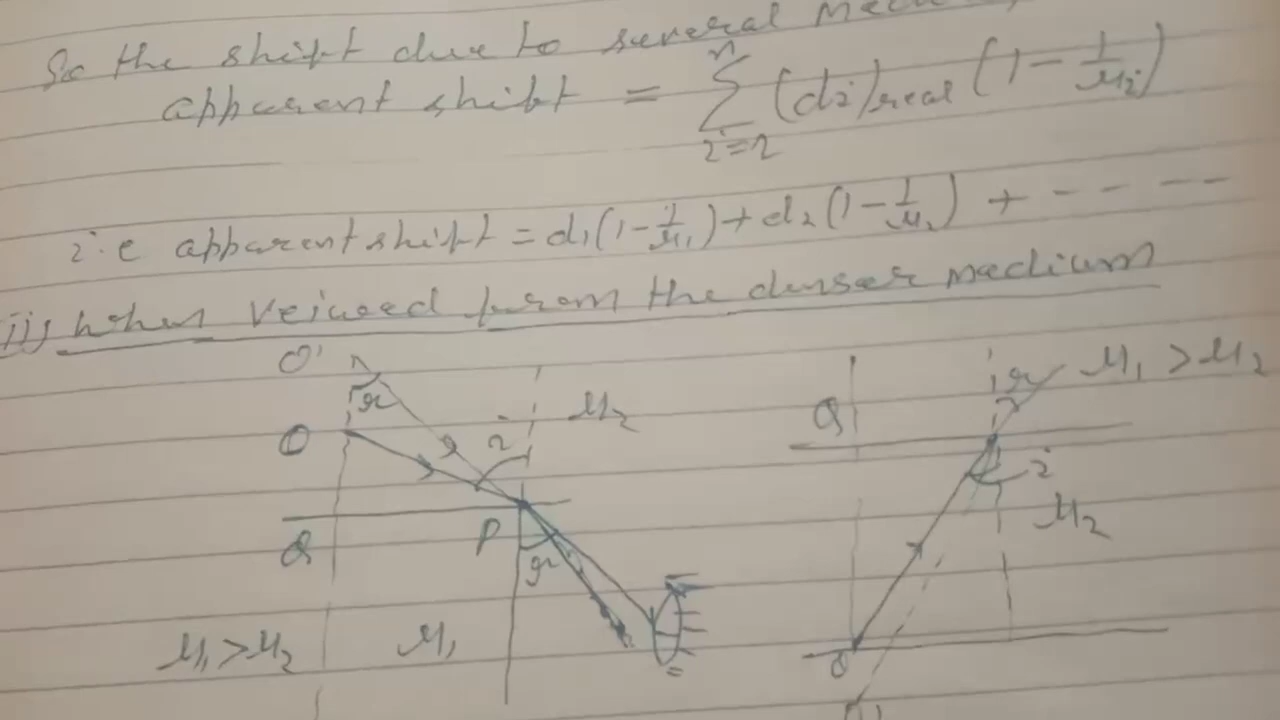 So the shift due to several
n
apparent shift = ∑ (di)real (1 - 1/μi)
i=1
i.e apparent shift = d1(1 - 1/μ1) + d2(1 - 1/μ2) + - - - -
ii) when veiwed from the denser medium
O' r i μ2
Q r μ1 > μ2
O
P i μ2
Q r
μ1 > μ2 μ1
O